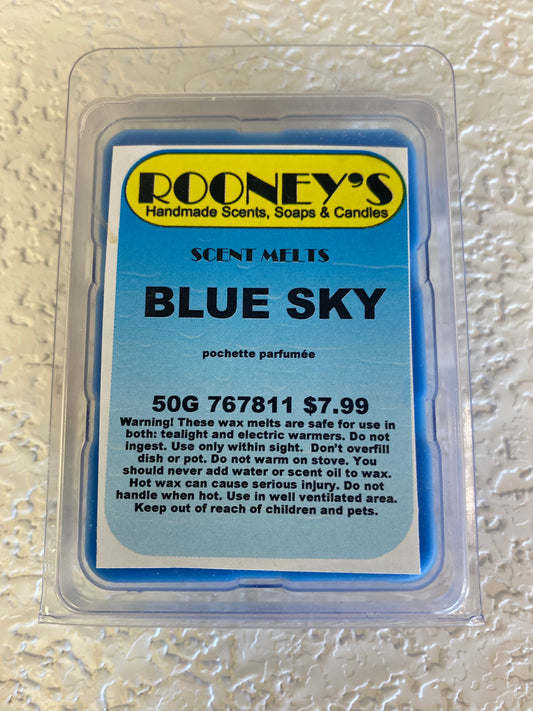 ROONEY'S
Handmade Scents, Soaps & Candles
SCENT MELTS
BLUE SKY
pochette parfumée
50G 767811 $7.99
Warning! These wax melts are safe for use in
both: tealight and electric warmers. Do not
ingest. Use only within sight.  Don't overfill
dish or pot. Do not warm on stove. You
should never add water or scent oil to wax.
Hot wax can cause serious injury. Do not
handle when hot. Use in well ventilated area.
Keep out of reach of children and pets.